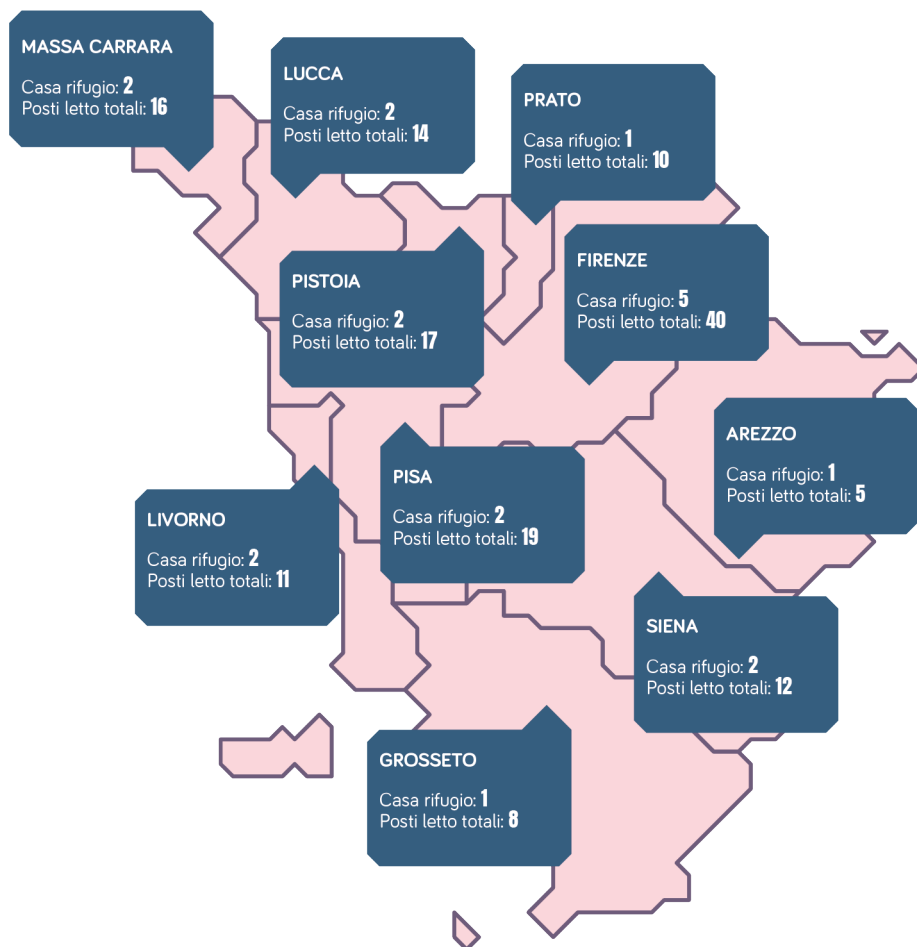 MASSA CARRARA
Casa rifugio: 2
Posti letto totali: 16
LUCCA
Casa rifugio: 2
Posti letto totali: 14
PRATO
Casa rifugio: 1
Posti letto totali: 10
PISTOIA
Casa rifugio: 2
Posti letto totali: 17
FIRENZE
Casa rifugio: 5
Posti letto totali: 40
AREZZO
Casa rifugio: 1
Posti letto totali: 5
PISA
Casa rifugio: 2
Posti letto totali: 19
LIVORNO
Casa rifugio: 2
Posti letto totali: 11
SIENA
Casa rifugio: 2
Posti letto totali: 12
GROSSETO
Casa rifugio: 1
Posti letto totali: 8